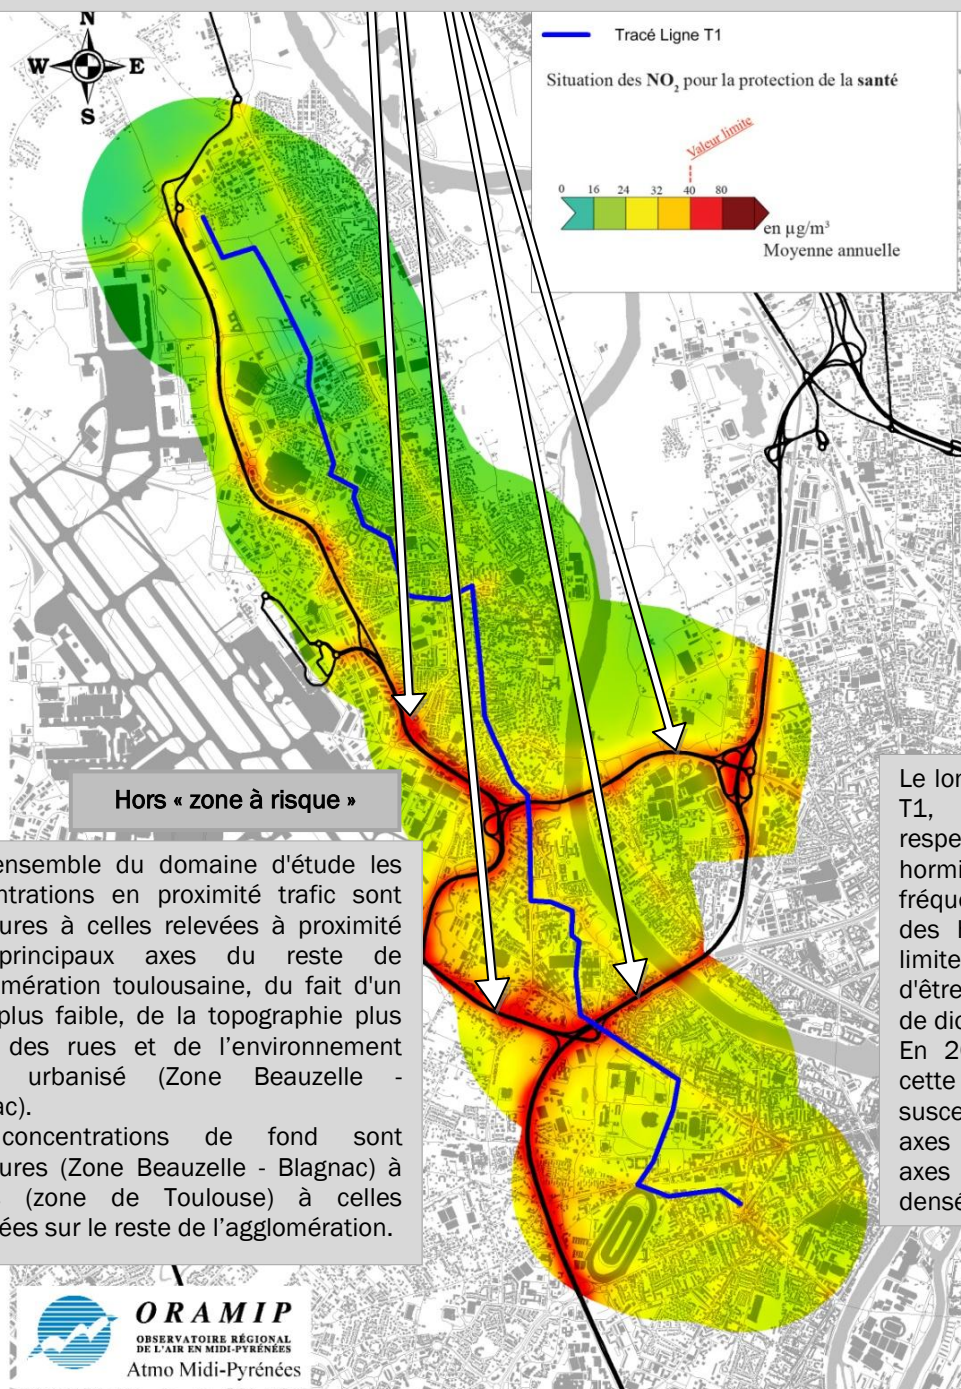 N
W E
S
Tracé Ligne T1
Situation des NO2 pour la protection de la santé
Valeur limite
0 16 24 32 40 80
en µg/m³
Moyenne annuelle
Hors « zone à risque »
ensemble du domaine d'étude les
entrations en proximité trafic sont
ures à celles relevées à proximité
principaux axes du reste de
mération toulousaine, du fait d'un
plus faible, de la topographie plus
des rues et de l'environnement
urbanisé (Zone Beauzelle -
ac).
concentrations de fond sont
ures (Zone Beauzelle - Blagnac) à
(zone de Toulouse) à celles
ées sur le reste de l'agglomération.
Le lon
T1,
respe
hormi
fréque
des
limite
d'être
de dio
En 20
cette
susce
axes
axes
densé
ORAMIP
OBSERVATOIRE RÉGIONAL
DE L'AIR EN MIDI-PYRÉNÉES
Atmo Midi-Pyrénées